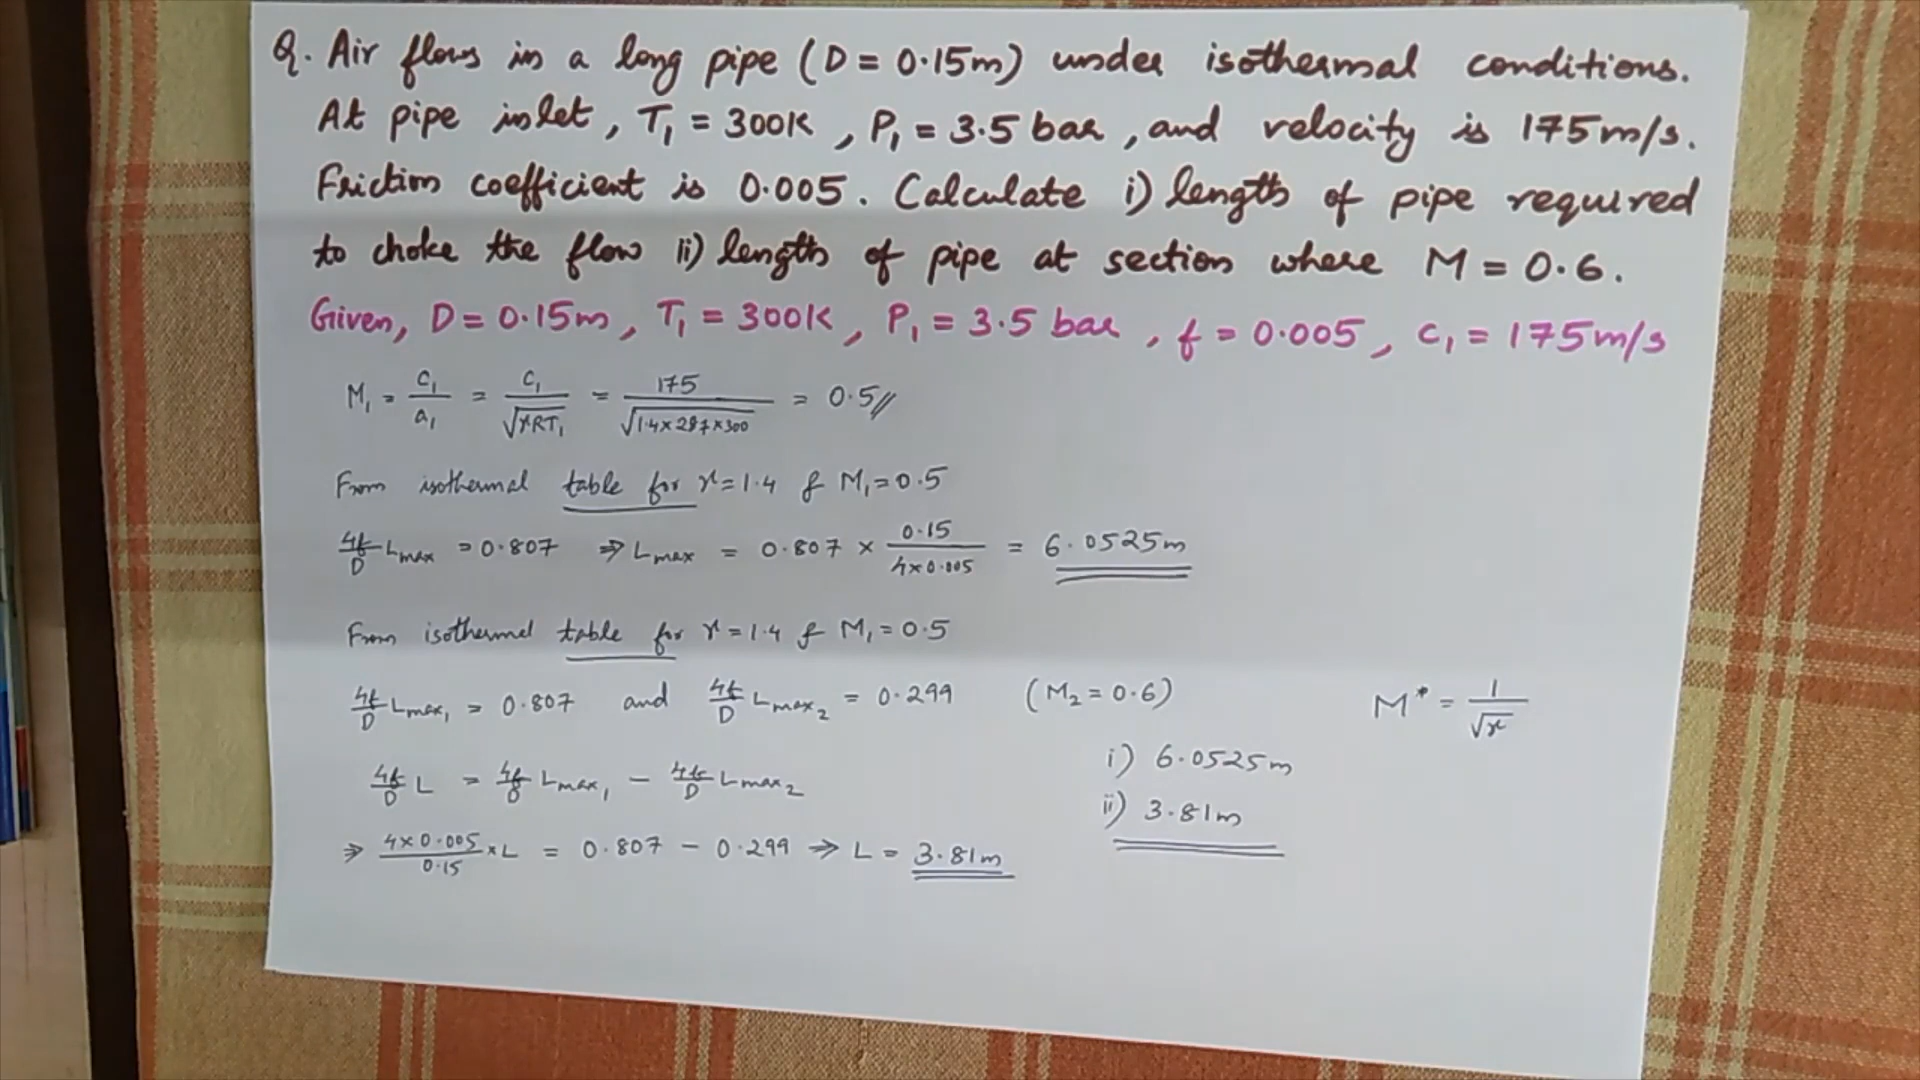 Q. Air flows in a long pipe (D = 0.15m) under isothermal conditions.
At pipe inlet, T₁ = 300K, P₁ = 3.5 bar, and velocity is 175m/s.
Friction coefficient is 0.005. Calculate i) length of pipe required
to choke the flow ii) length of pipe at section where M = 0.6.
Given, D = 0.15m, T₁ = 300K, P₁ = 3.5 bar, f = 0.005, C₁ = 175m/s
M₁ = C₁/a₁ = C₁/√(γRT₁) = 175/√(1.4×287×300) = 0.5//
From isothermal table for γ = 1.4 & M₁ = 0.5
4f/D Lmax = 0.807 ⇒ Lmax = 0.807 × 0.15/(4×0.005) = 6.0525m
From isothermal table for γ = 1.4 & M₁ = 0.5
4f/D Lmax₁ = 0.807 and 4f/D Lmax₂ = 0.299 (M₂ = 0.6) M* = 1/√γ
4f/D L = 4f/D Lmax₁ − 4f/D Lmax₂
⇒ (4×0.005)/0.15 × L = 0.807 − 0.299 ⇒ L = 3.81m
i) 6.0525m
ii) 3.81m